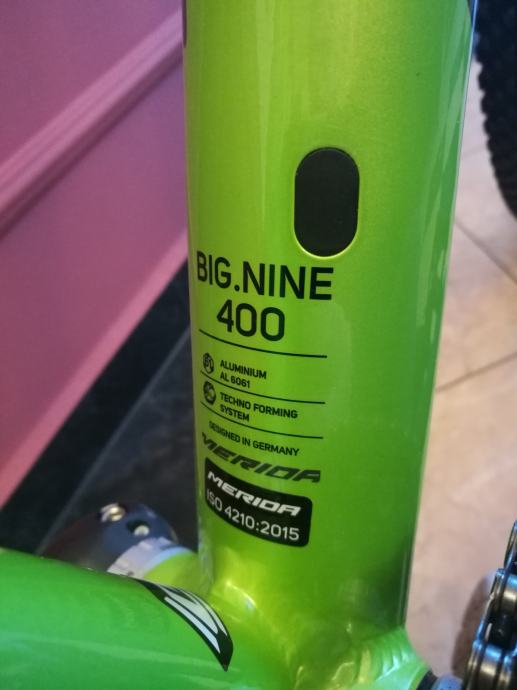 BIG.NINE
400
ALUMINIUM
AL 6061
TECHNO FORMING
SYSTEM
DESIGNED IN GERMANY
MERIDA
MERIDA
ISO 4210:2015